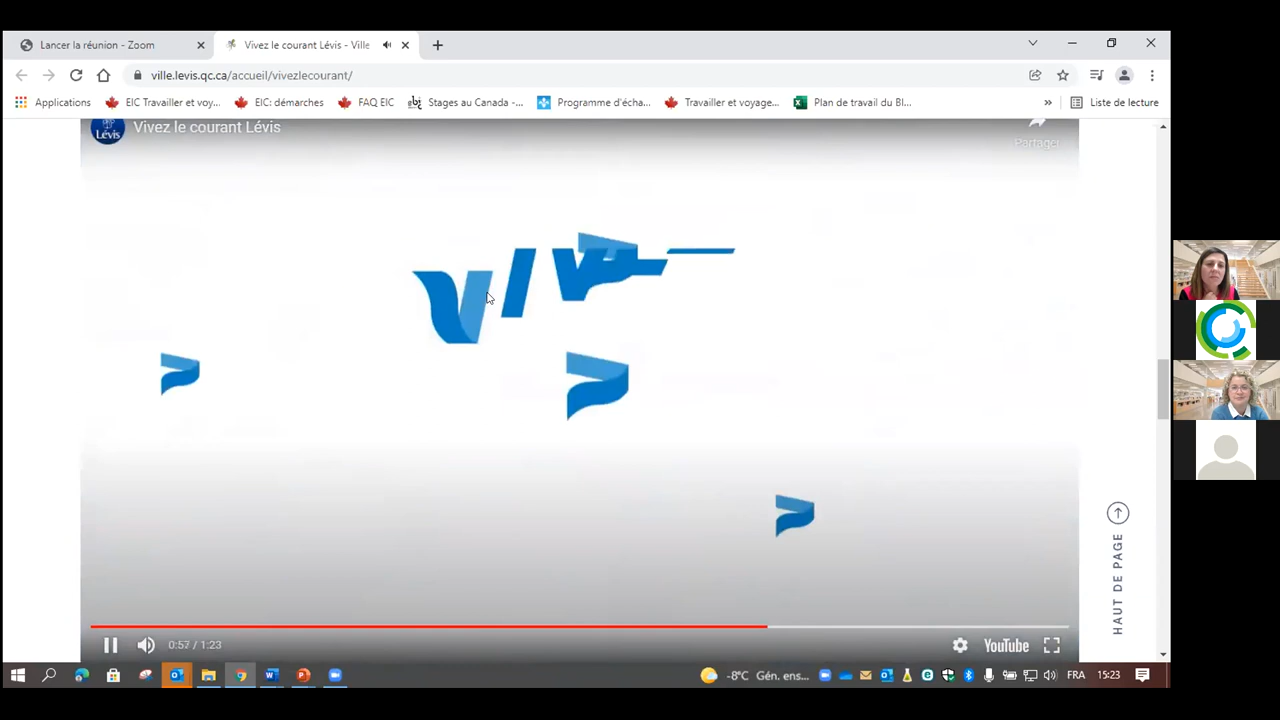 Lancer la réunion - Zoom
Vivez le courant Lévis - Ville
ville.levis.qc.ca/accueil/vivezlecourant/
Applications
EIC Travailler et voy...
EIC: démarches
FAQ EIC
Stages au Canada -...
Programme d'écha...
Travailler et voyage...
Plan de travail du Bl...
»
Liste de lecture
Lévis
Vivez le courant Lévis
Partager
VIV
HAUT DE PAGE
0:57 / 1:23
YouTube
-8°C Gén. ens...
FRA
15:23